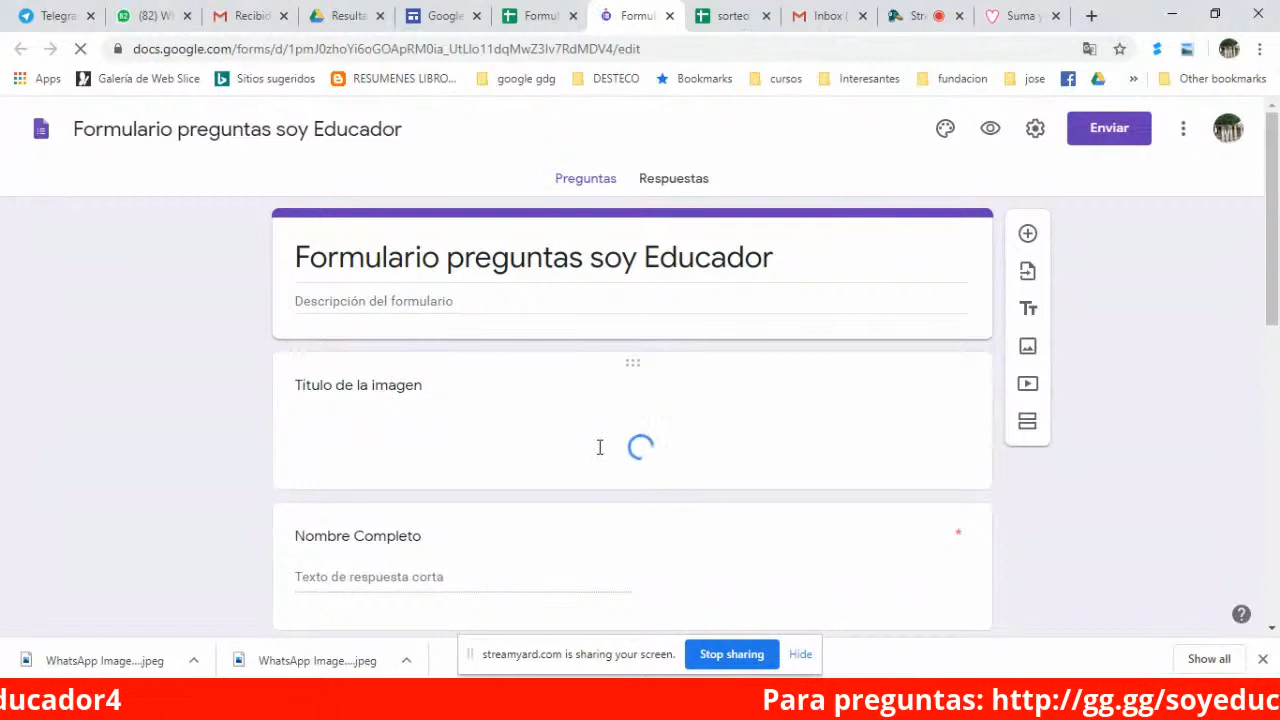 Telegra
(82) W
Recibid
Resulta
Google
Formul
Formul
sorteo
Inbox (
Stre
Suma y
docs.google.com/forms/d/1pmJ0zhoYi6oGOApRM0ia_UtLlo11dqMwZ3Iv7RdMDV4/edit
Apps
Galería de Web Slice
Sitios sugeridos
RESUMENES LIBRO...
google gdg
DESTECO
Bookmarks
cursos
Interesantes
fundacion
jose
Other bookmarks
Formulario preguntas soy Educador
Enviar
Preguntas
Respuestas
Formulario preguntas soy Educador
Descripción del formulario
Título de la imagen
Nombre Completo
*
Texto de respuesta corta
WhatsApp Image....jpeg
WhatsApp Image....jpeg
streamyard.com is sharing your screen.
Stop sharing
Hide
Show all
ducador4
Para preguntas: http://gg.gg/soyeduc